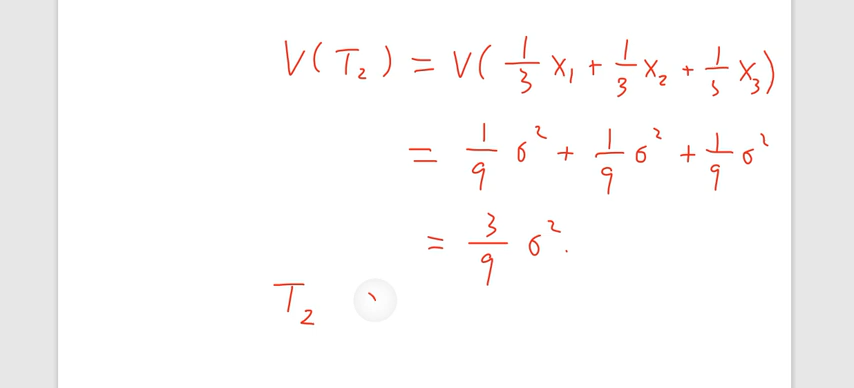 V(T₂) = V(1/3 X₁ + 1/3 X₂ + 1/3 X₃)
= 1/9 σ² + 1/9 σ² + 1/9 σ²
= 3/9 σ².
T₂